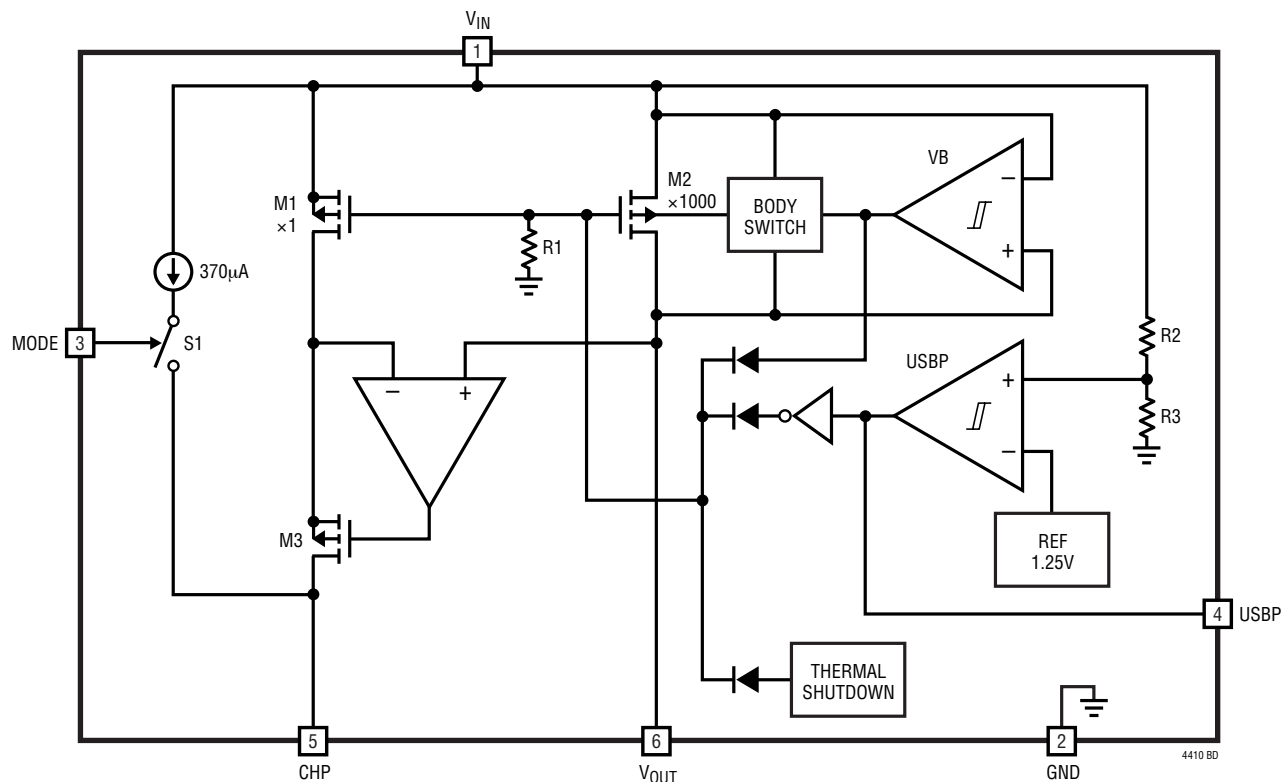 VIN
1
M1
×1
M2
×1000
R1
BODY
SWITCH
VB
−
+
370µA
MODE
3
S1
−
+
USBP
+
−
R2
R3
M3
REF
1.25V
4
USBP
THERMAL
SHUTDOWN
5
6
2
CHP
VOUT
GND
4410 BD